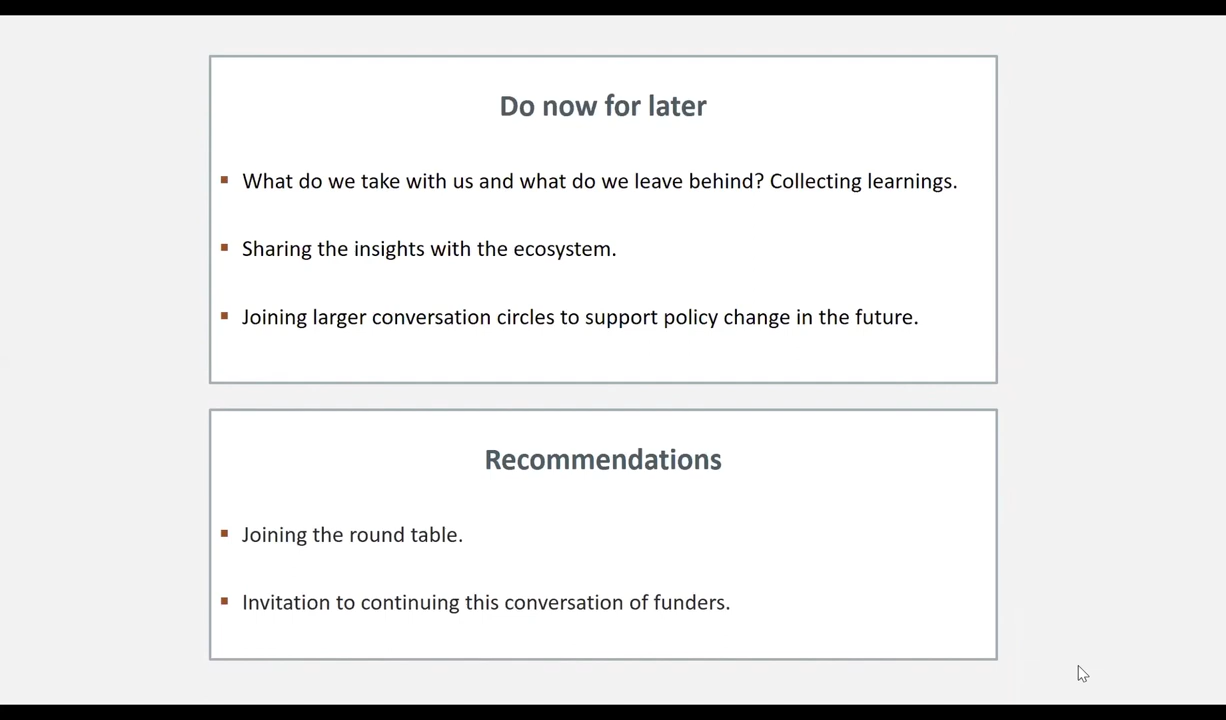 Do now for later
What do we take with us and what do we leave behind? Collecting learnings.
Sharing the insights with the ecosystem.
Joining larger conversation circles to support policy change in the future.
Recommendations
Joining the round table.
Invitation to continuing this conversation of funders.